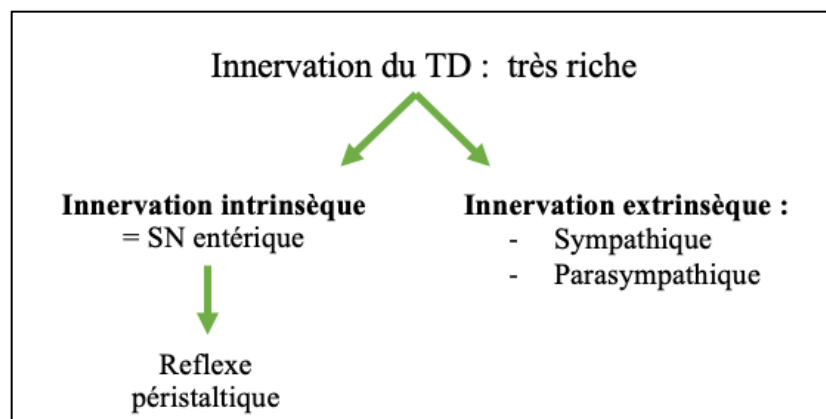 Innervation du TD : très riche
Innervation intrinsèque
= SN entérique
Innervation extrinsèque :
- Sympathique
- Parasympathique
Reflexe
péristaltique